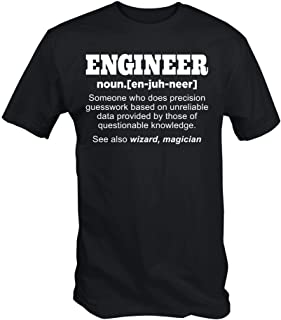 ENGINEER
noun.[en-juh-neer]
Someone who does precision
guesswork based on unreliable
data provided by those of
questionable knowledge.
See also wizard, magician